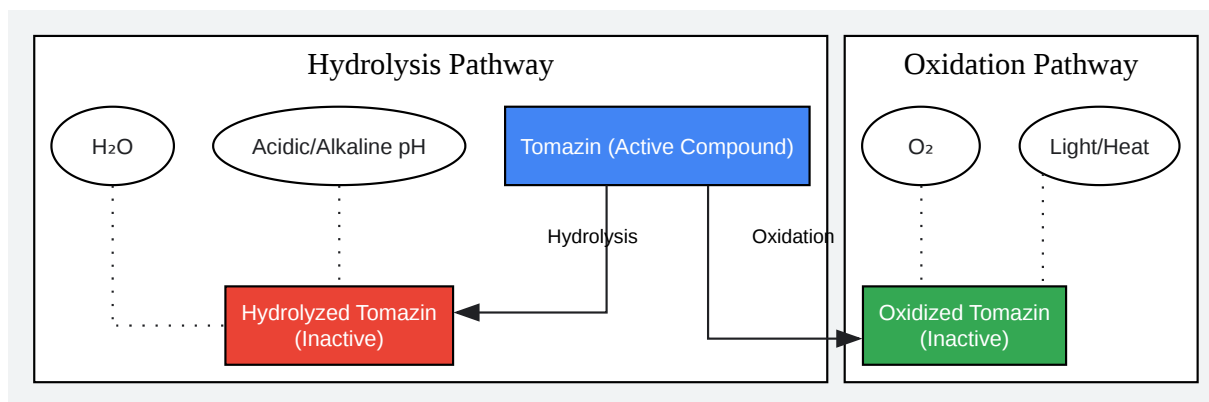 Hydrolysis Pathway
Oxidation Pathway
H₂O
Acidic/Alkaline pH
Tomazin (Active Compound)
O₂
Light/Heat
Hydrolysis
Oxidation
Hydrolyzed Tomazin
(Inactive)
Oxidized Tomazin
(Inactive)